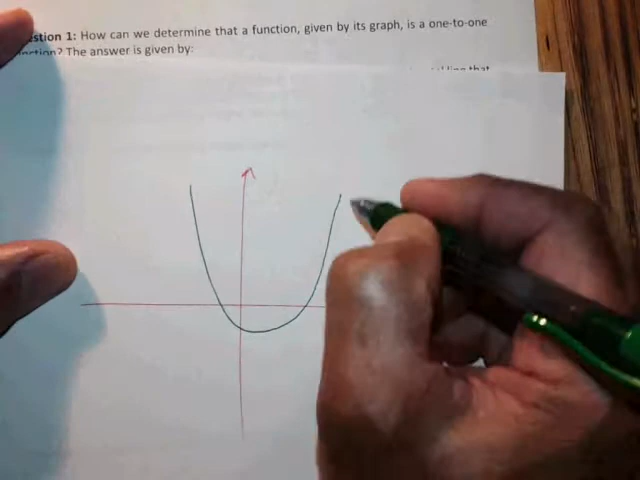 stion 1: How can we determine that a function, given by its graph, is a one-to-one
nction? The answer is given by:
that